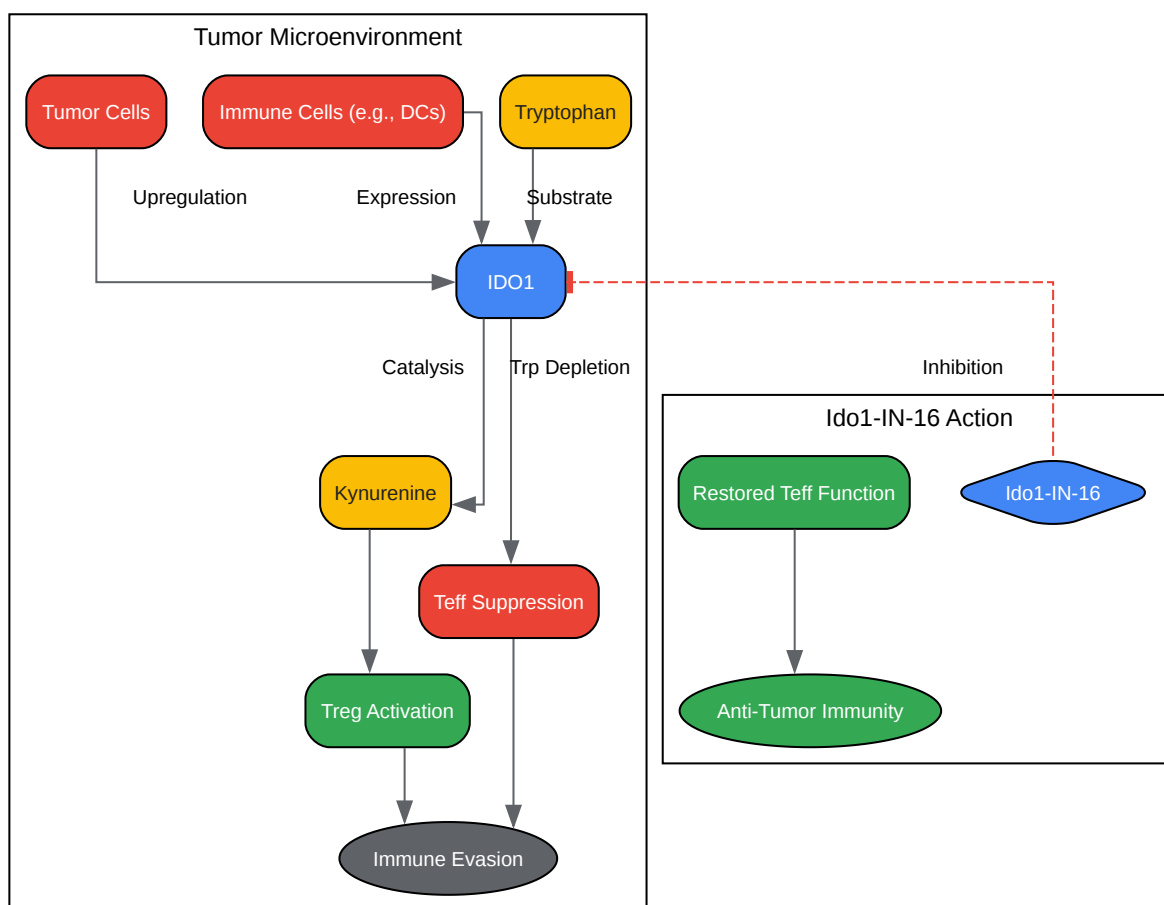 Tumor Microenvironment
Tumor Cells
Immune Cells (e.g., DCs)
Tryptophan
Upregulation
Expression
Substrate
IDO1
Catalysis
Trp Depletion
Inhibition
Kynurenine
Teff Suppression
Treg Activation
Immune Evasion
Ido1-IN-16 Action
Restored Teff Function
Ido1-IN-16
Anti-Tumor Immunity